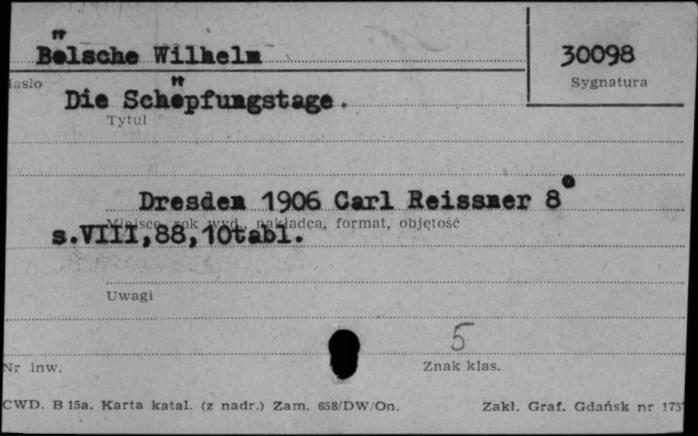 Bölsche Wilhelm
30098
Hasło
Sygnatura
Die Schöpfungstage.
Tytuł
Dresden 1906 Carl Reissner 8°
Miejsce, rok wyd., nakładca, format, objętość
s.VIII,88,10tabl.
Uwagi
5
Nr inw.
Znak klas.
CWD. B 15a. Karta katal. (z nadr.) Zam. 658/DW/On.
Zakł. Graf. Gdańsk nr